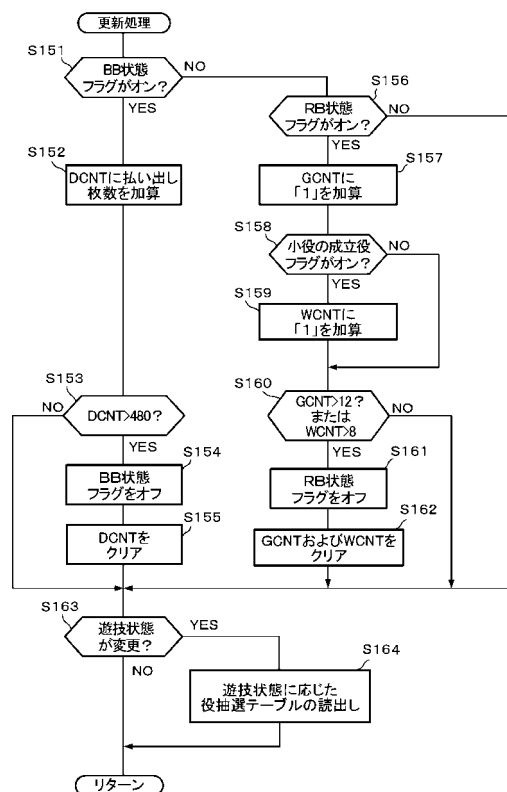 更新処理
S151
BB状態
フラグがオン?
NO
YES
S152
DCNTに払い出し
枚数を加算
S153
NO
DCNT>480?
YES
S154
BB状態
フラグをオフ
S155
DCNTを
クリア
S156
RB状態
フラグがオン?
NO
YES
S157
GCNTに
「1」を加算
S158
小役の成立役
フラグがオン?
NO
YES
S159
WCNTに
「1」を加算
S160
GCNT>12?
または
WCNT>8
NO
YES
S161
RB状態
フラグをオフ
S162
GCNTおよびWCNTを
クリア
S163
遊技状態
が変更?
YES
NO
S164
遊技状態に応じた
役抽選テーブルの読出し
リターン